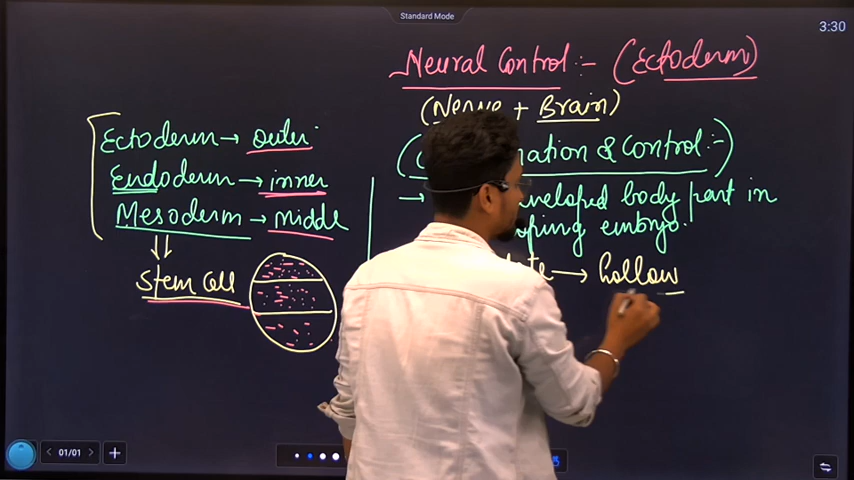 Standard Mode
3:30
Neural Control :- (Ectoderm)
(Nerve + Brain)
Ectoderm → outer
Endoderm → inner
Mesoderm → middle
Stem Cell
& Control :-)
→ body part in
embryo.
→ hollow
01/01